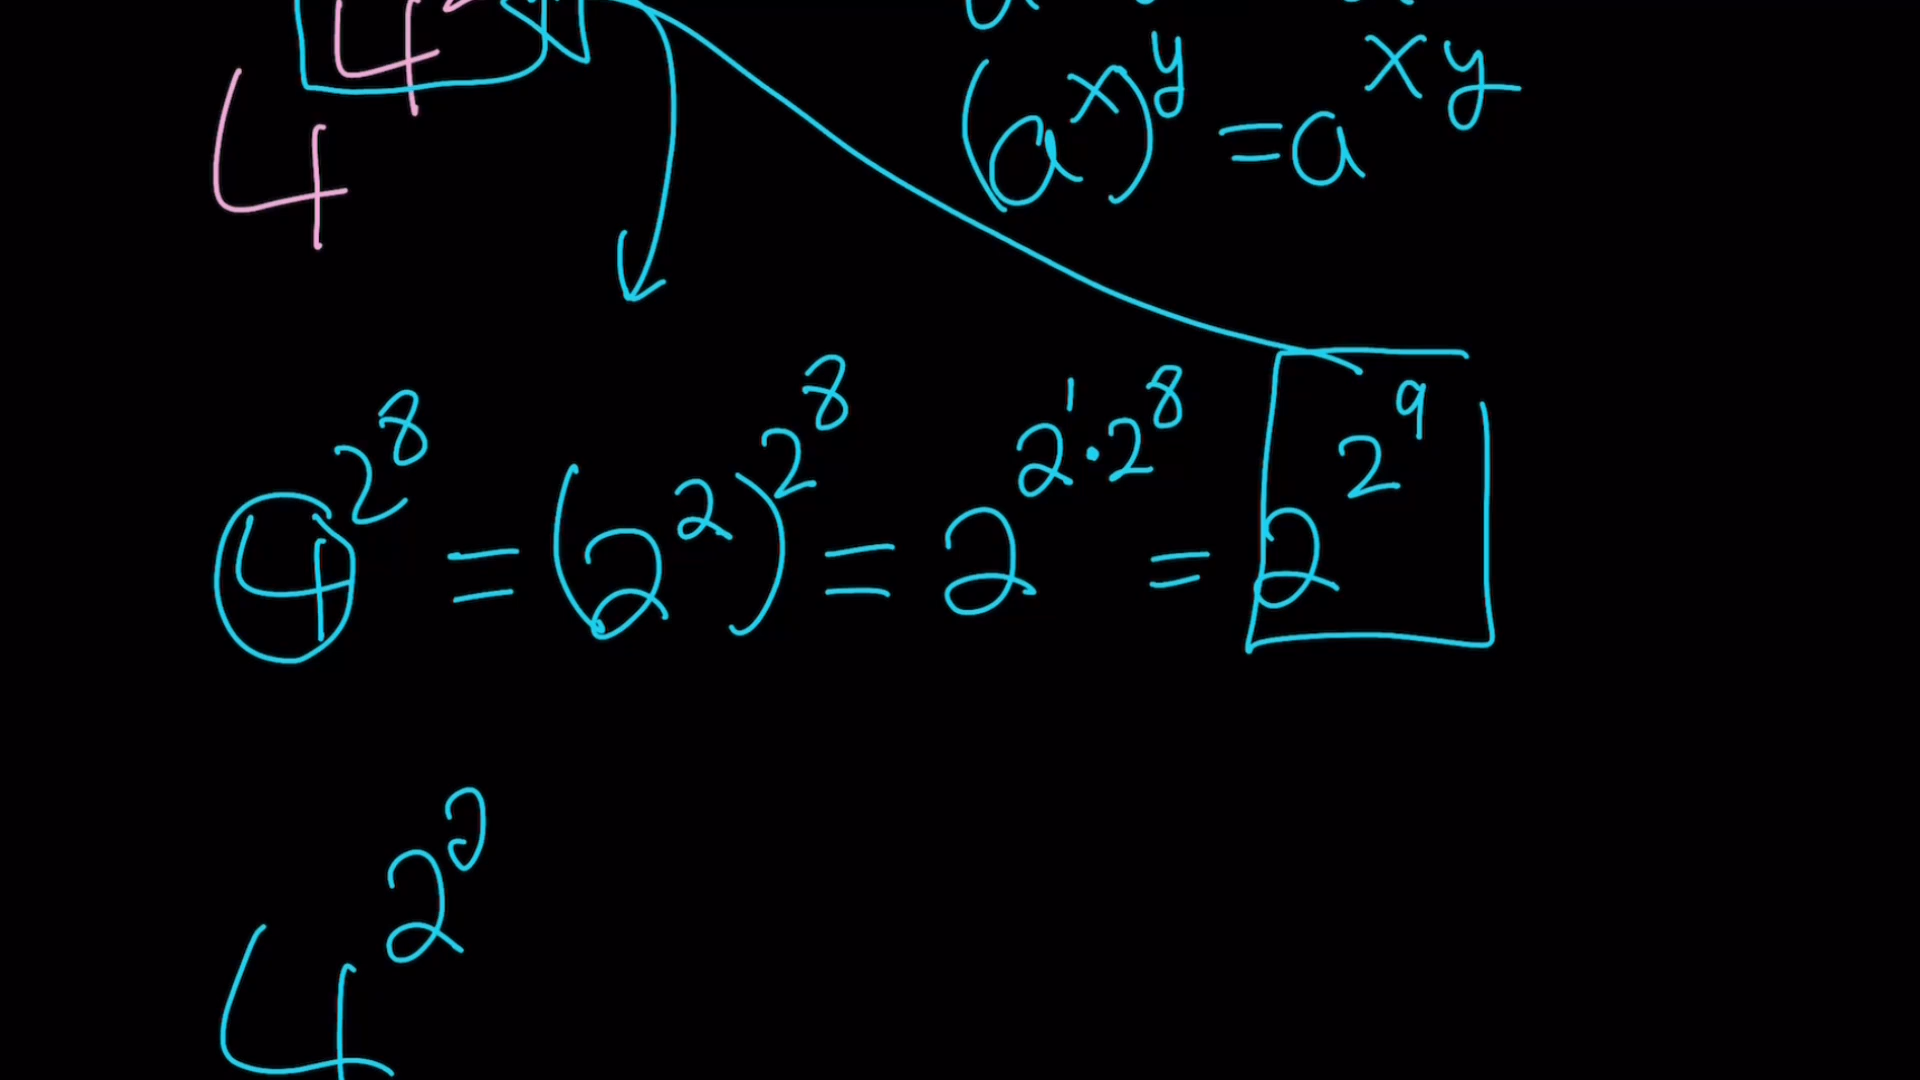 4^4
(a^x)^y = a^xy
4^2^8 = (2^2)^2^8 = 2^2^1·2^8 = 2^2^9
4^2